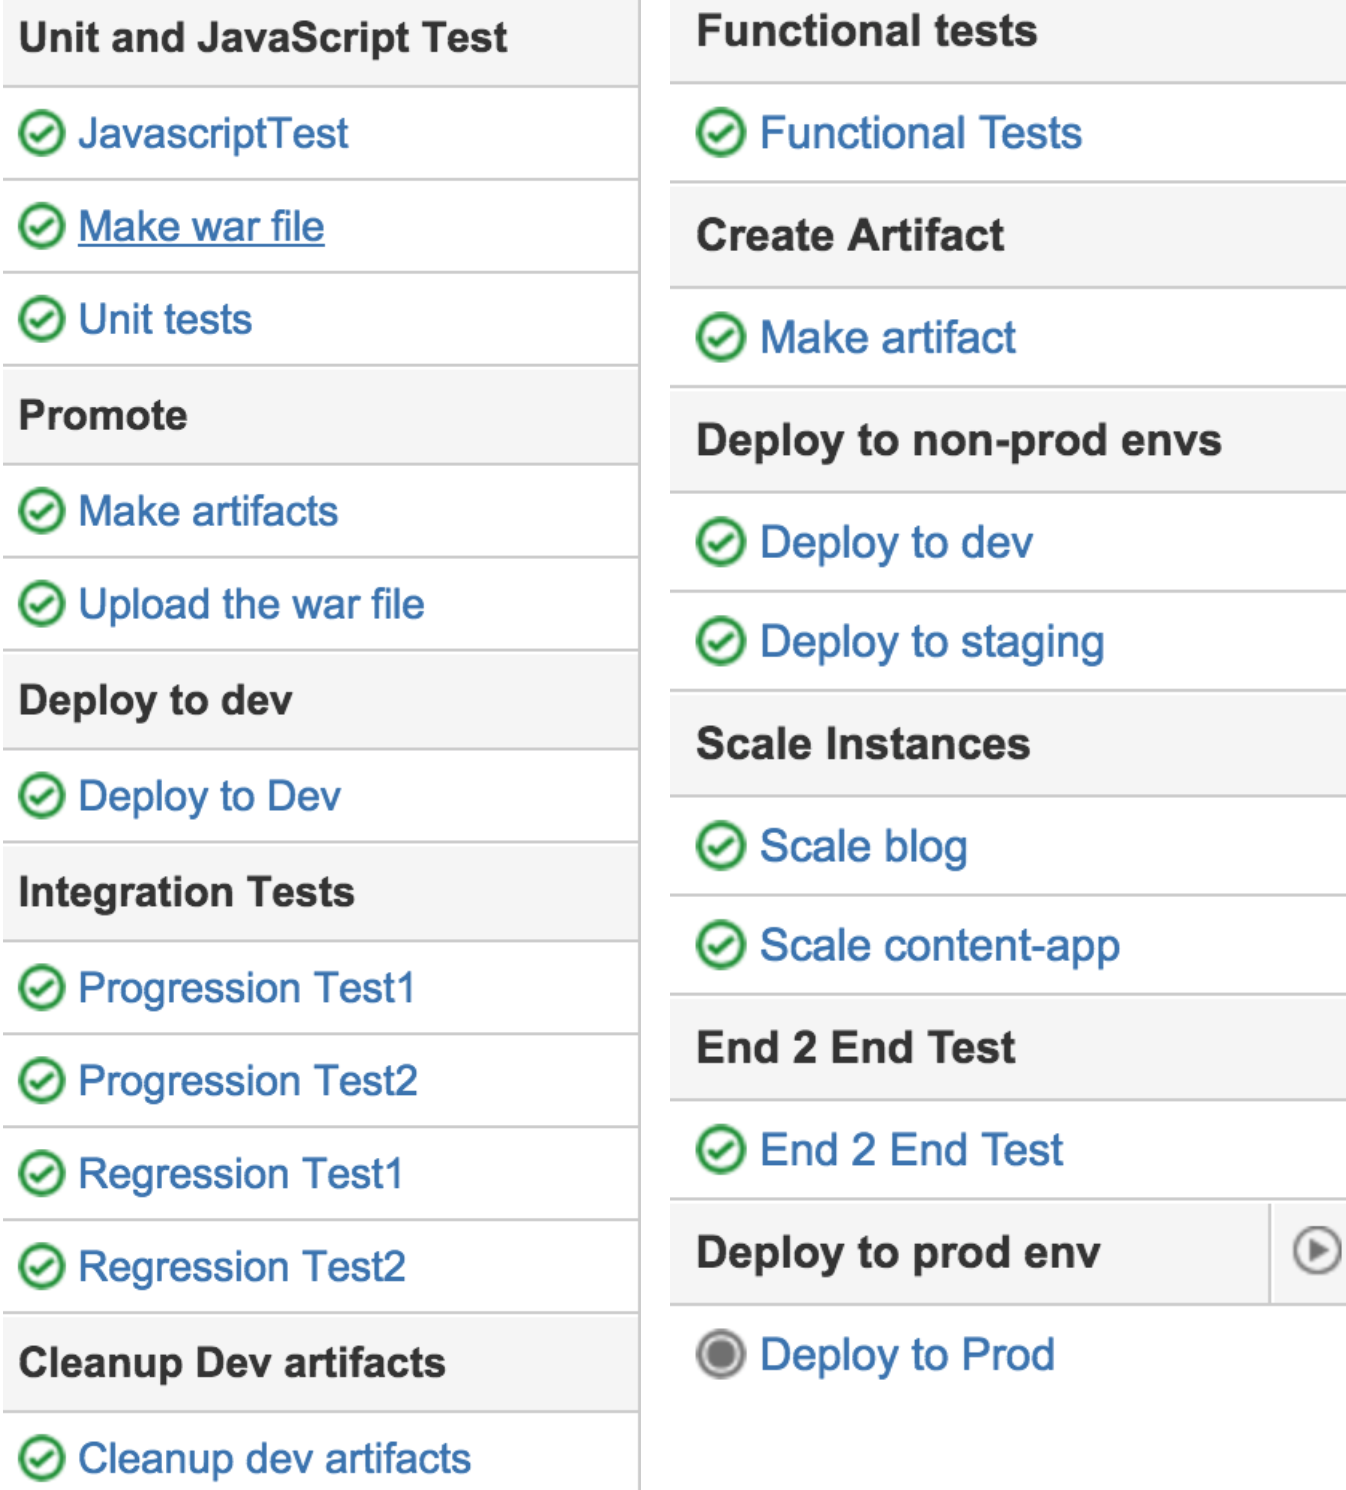 Unit and JavaScript Test
JavascriptTest
Make war file
Unit tests
Promote
Make artifacts
Upload the war file
Deploy to dev
Deploy to Dev
Integration Tests
Progression Test1
Progression Test2
Regression Test1
Regression Test2
Cleanup Dev artifacts
Cleanup dev artifacts
Functional tests
Functional Tests
Create Artifact
Make artifact
Deploy to non-prod envs
Deploy to dev
Deploy to staging
Scale Instances
Scale blog
Scale content-app
End 2 End Test
End 2 End Test
Deploy to prod env
Deploy to Prod